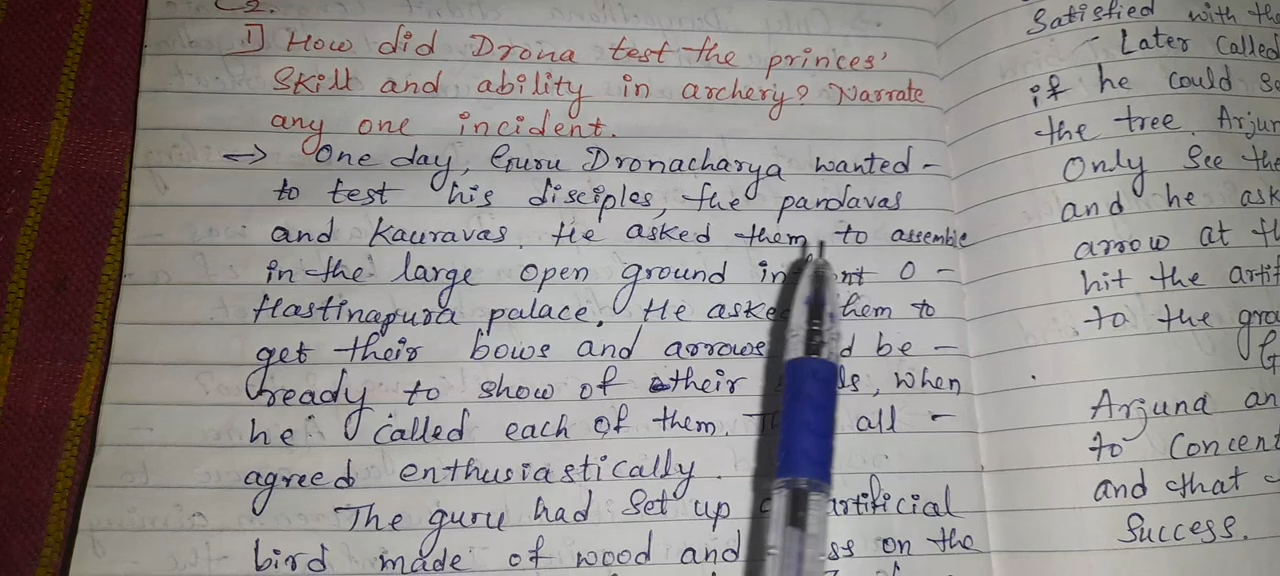 1) How did Drona test the princes'
Skill and ability in archery? Narrate
any one incident.
→ One day, Guru Dronacharya wanted -
to test his disciples, the pandavas
and Kauravas. He asked them to assemble
in the large open ground in
Hastinapura palace. He asked them to
get their bows and arrows be -
ready to show of their when
he called each of them. all -
agreed enthusiastically.
The guru had set up artificial
bird made of wood and on the
Satisfied with the
- Later called
if he could
the tree. Arjun
Only See the
and he ask
arrow at
hit the
to the
Arjuna an
to
and that
Success.